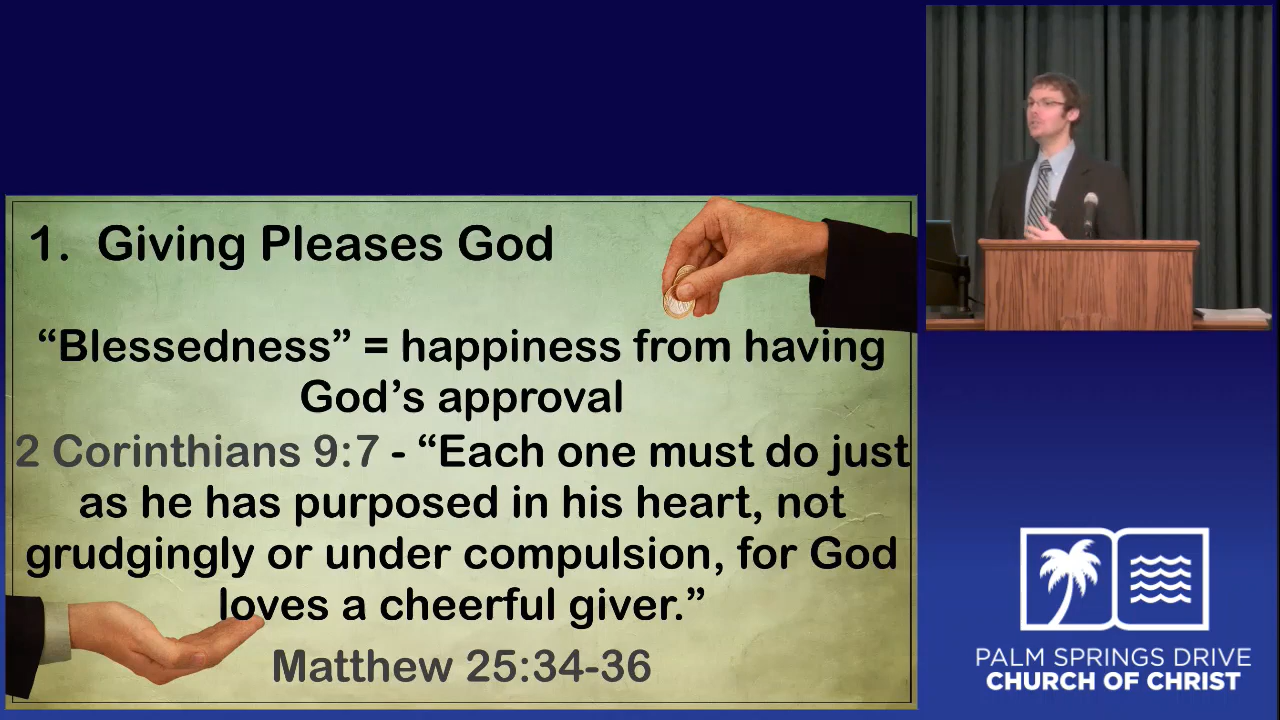 1. Giving Pleases God
“Blessedness” = happiness from having
God’s approval
2 Corinthians 9:7 - “Each one must do just
as he has purposed in his heart, not
grudgingly or under compulsion, for God
loves a cheerful giver.”
Matthew 25:34-36
PALM SPRINGS DRIVE
CHURCH OF CHRIST